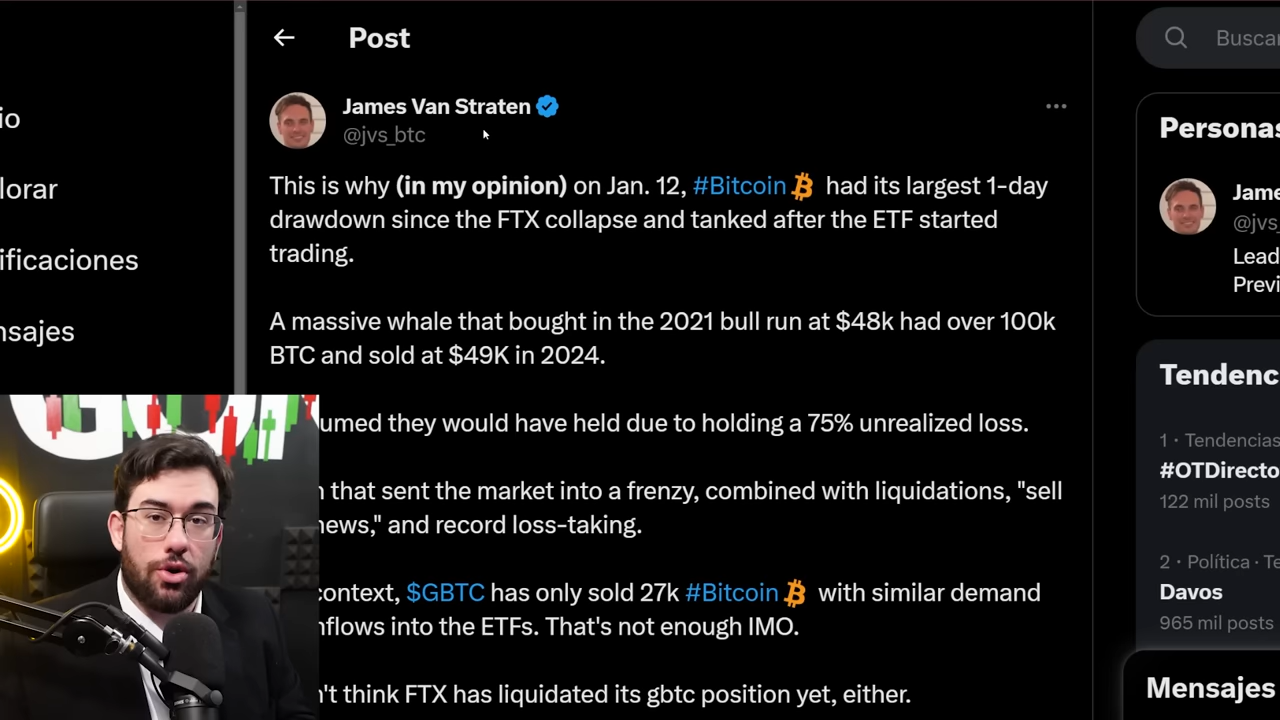 Post
Buscar
James Van Straten
@jvs_btc
This is why (in my opinion) on Jan. 12, #Bitcoin had its largest 1-day
drawdown since the FTX collapse and tanked after the ETF started
trading.
A massive whale that bought in the 2021 bull run at $48k had over 100k
BTC and sold at $49K in 2024.
umed they would have held due to holding a 75% unrealized loss.
that sent the market into a frenzy, combined with liquidations, "sell
news," and record loss-taking.
context, $GBTC has only sold 27k #Bitcoin with similar demand
nflows into the ETFs. That's not enough IMO.
n't think FTX has liquidated its gbtc position yet, either.
io
lorar
ificaciones
nsajes
Personas
Jame
@jvs_
Lead
Previ
Tendenc
1 · Tendencias
#OTDirecto
122 mil posts
2 · Política · Te
Davos
965 mil posts
Mensajes